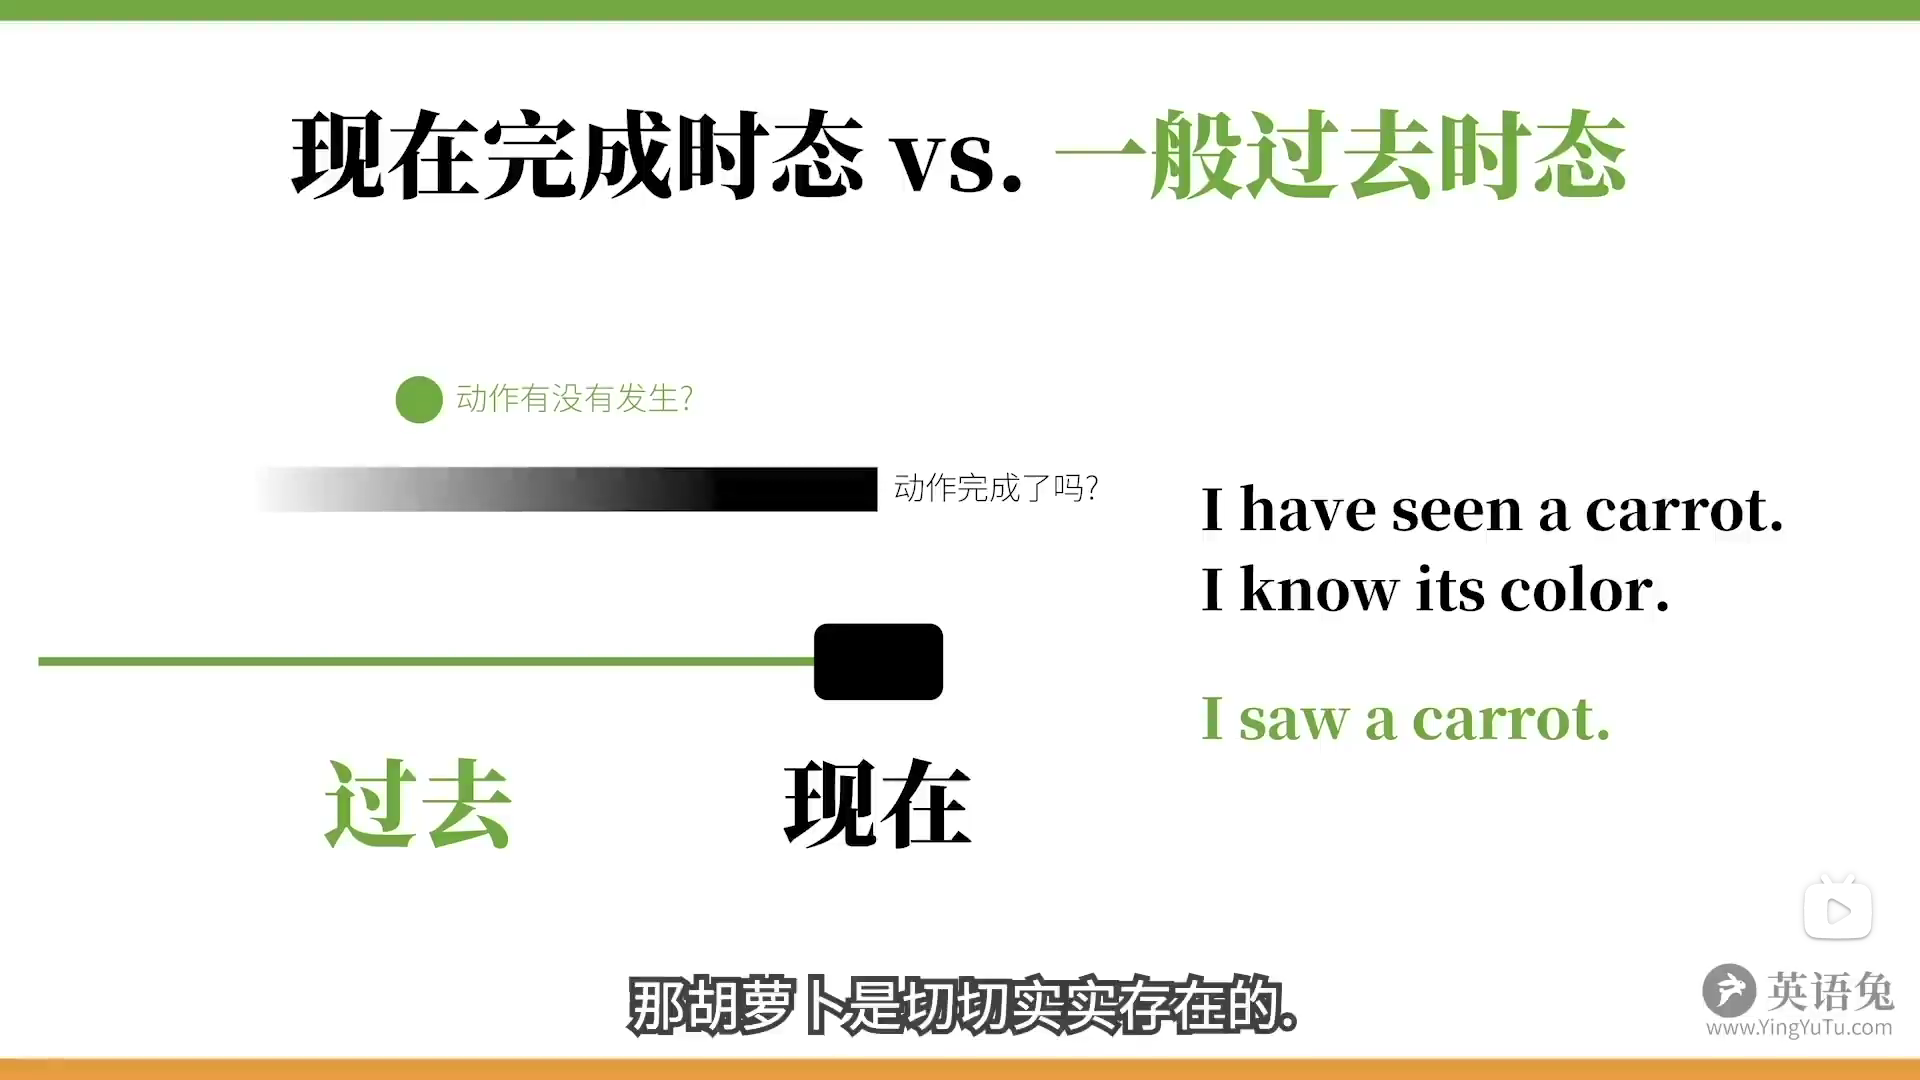 现在完成时态 vs. 一般过去时态
动作有没有发生?
动作完成了吗?
I have seen a carrot.
I know its color.
I saw a carrot.
过去
现在
那胡萝卜是切切实实存在的.
英语兔
www.YingYuTu.com